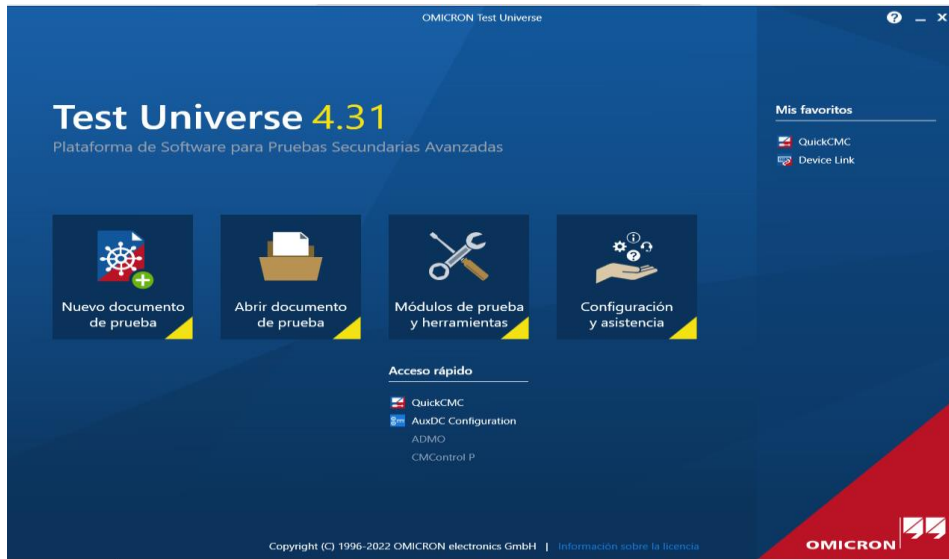 OMICRON Test Universe
Test Universe 4.31
Plataforma de Software para Pruebas Secundarias Avanzadas
Mis favoritos
QuickCMC
Device Link
Nuevo documento
de prueba
Abrir documento
de prueba
Módulos de prueba
y herramientas
Configuración
y asistencia
Acceso rápido
QuickCMC
AuxDC Configuration
ADMO
CMControl P
Copyright (C) 1996-2022 OMICRON electronics GmbH | Información sobre la licencia
OMICRON